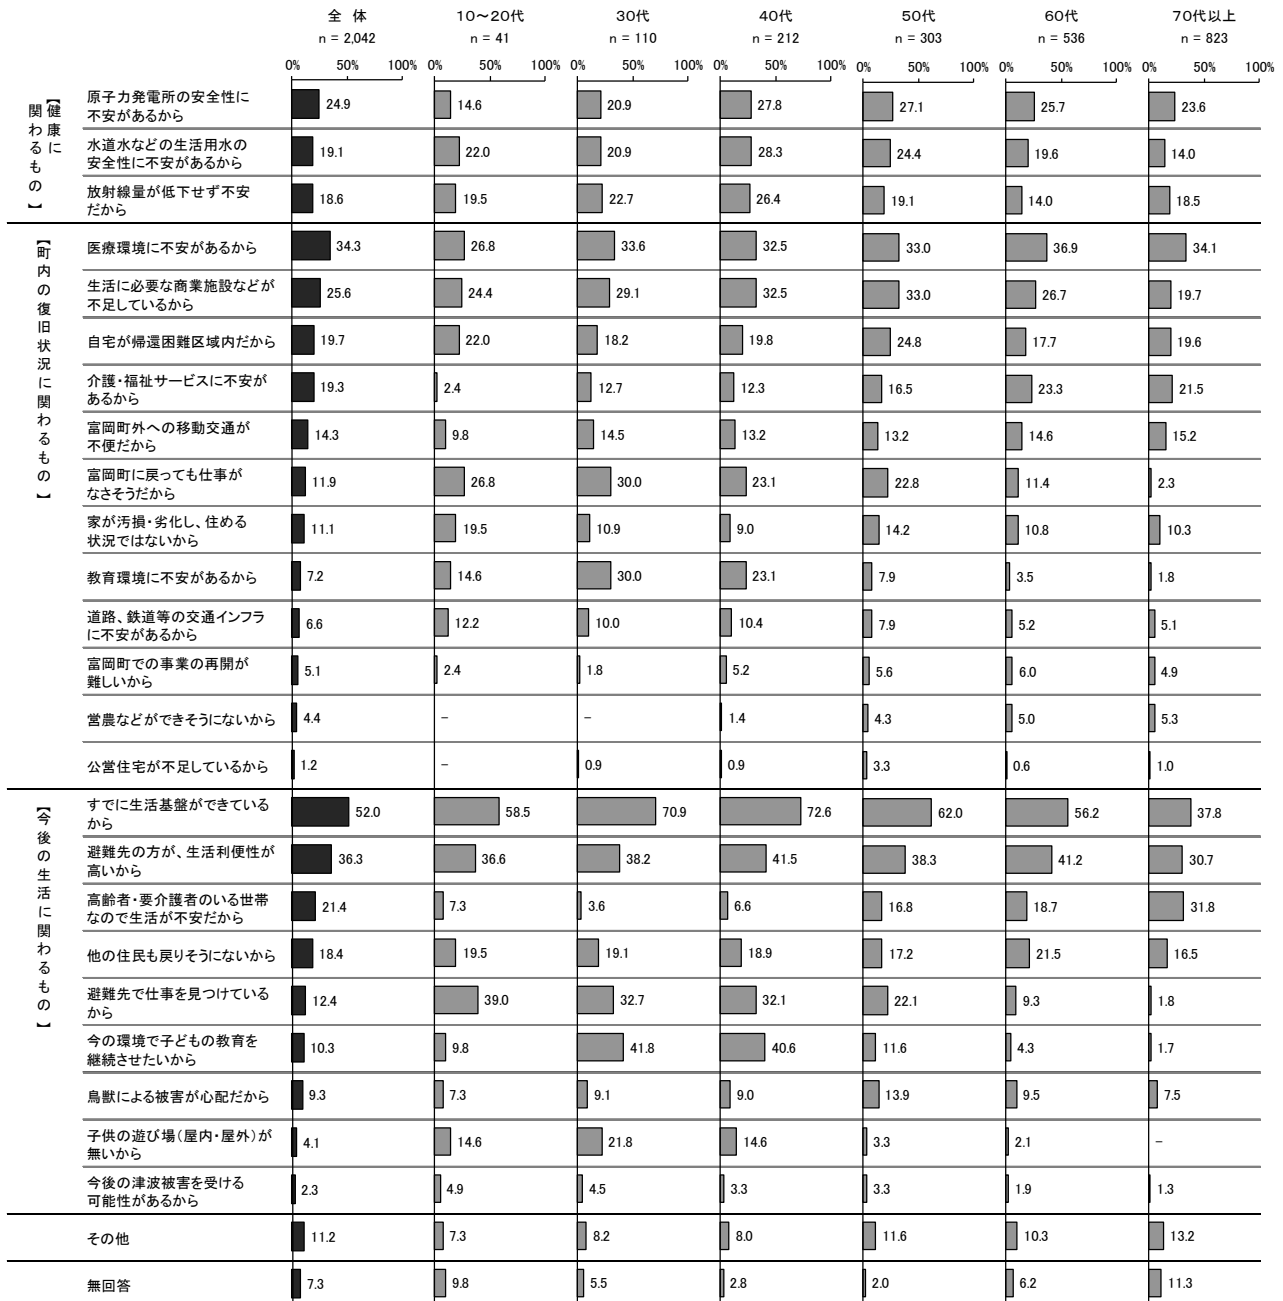 全 体 10～20代 30代 40代 50代 60代 70代以上
n = 2,042 n = 41 n = 110 n = 212 n = 303 n = 536 n = 823
0% 50% 100% 0% 50% 100% 0% 50% 100% 0% 50% 100% 0% 50% 100% 0% 50% 100% 0% 50% 100%
【健康に関わるもの】
原子力発電所の安全性に
不安があるから
24.9 14.6 20.9 27.8 27.1 25.7 23.6
水道水などの生活用水の
安全性に不安があるから
19.1 22.0 20.9 28.3 24.4 19.6 14.0
放射線量が低下せず不安
だから
18.6 19.5 22.7 26.4 19.1 14.0 18.5
【町内の復旧状況に関わるもの】
医療環境に不安があるから
34.3 26.8 33.6 32.5 33.0 36.9 34.1
生活に必要な商業施設などが
不足しているから
25.6 24.4 29.1 32.5 33.0 26.7 19.7
自宅が帰還困難区域内だから
19.7 22.0 18.2 19.8 24.8 17.7 19.6
介護・福祉サービスに不安が
あるから
19.3 2.4 12.7 12.3 16.5 23.3 21.5
富岡町外への移動交通が
不便だから
14.3 9.8 14.5 13.2 13.2 14.6 15.2
富岡町に戻っても仕事が
なさそうだから
11.9 26.8 30.0 23.1 22.8 11.4 2.3
家が汚損・劣化し、住める
状況ではないから
11.1 19.5 10.9 9.0 14.2 10.8 10.3
教育環境に不安があるから
7.2 14.6 30.0 23.1 7.9 3.5 1.8
道路、鉄道等の交通インフラ
に不安があるから
6.6 12.2 10.0 10.4 7.9 5.2 5.1
富岡町での事業の再開が
難しいから
5.1 2.4 1.8 5.2 5.6 6.0 4.9
営農などができそうにないから
4.4 － － 1.4 4.3 5.0 5.3
公営住宅が不足しているから
1.2 － 0.9 0.9 3.3 0.6 1.0
【今後の生活に関わるもの】
すでに生活基盤ができている
から
52.0 58.5 70.9 72.6 62.0 56.2 37.8
避難先の方が、生活利便性が
高いから
36.3 36.6 38.2 41.5 38.3 41.2 30.7
高齢者・要介護者のいる世帯
なので生活が不安だから
21.4 7.3 3.6 6.6 16.8 18.7 31.8
他の住民も戻りそうにないから
18.4 19.5 19.1 18.9 17.2 21.5 16.5
避難先で仕事を見つけている
から
12.4 39.0 32.7 32.1 22.1 9.3 1.8
今の環境で子どもの教育を
継続させたいから
10.3 9.8 41.8 40.6 11.6 4.3 1.7
鳥獣による被害が心配だから
9.3 7.3 9.1 9.0 13.9 9.5 7.5
子供の遊び場（屋内・屋外）が
無いから
4.1 14.6 21.8 14.6 3.3 2.1 －
今後の津波被害を受ける
可能性があるから
2.3 4.9 4.5 3.3 3.3 1.9 1.3
その他
11.2 7.3 8.2 8.0 11.6 10.3 13.2
無回答
7.3 9.8 5.5 2.8 2.0 6.2 11.3